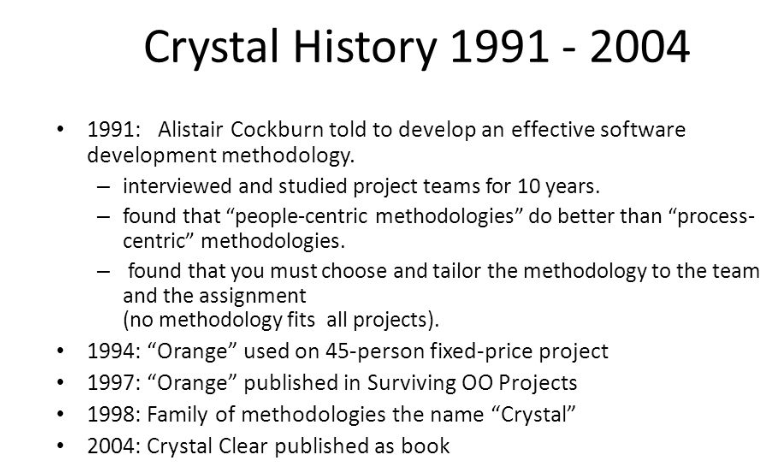 Crystal History 1991 - 2004
• 1991: Alistair Cockburn told to develop an effective software
development methodology.
– interviewed and studied project teams for 10 years.
– found that “people-centric methodologies” do better than “process-
centric” methodologies.
– found that you must choose and tailor the methodology to the team
and the assignment
(no methodology fits all projects).
• 1994: “Orange” used on 45-person fixed-price project
• 1997: “Orange” published in Surviving OO Projects
• 1998: Family of methodologies the name “Crystal”
• 2004: Crystal Clear published as book